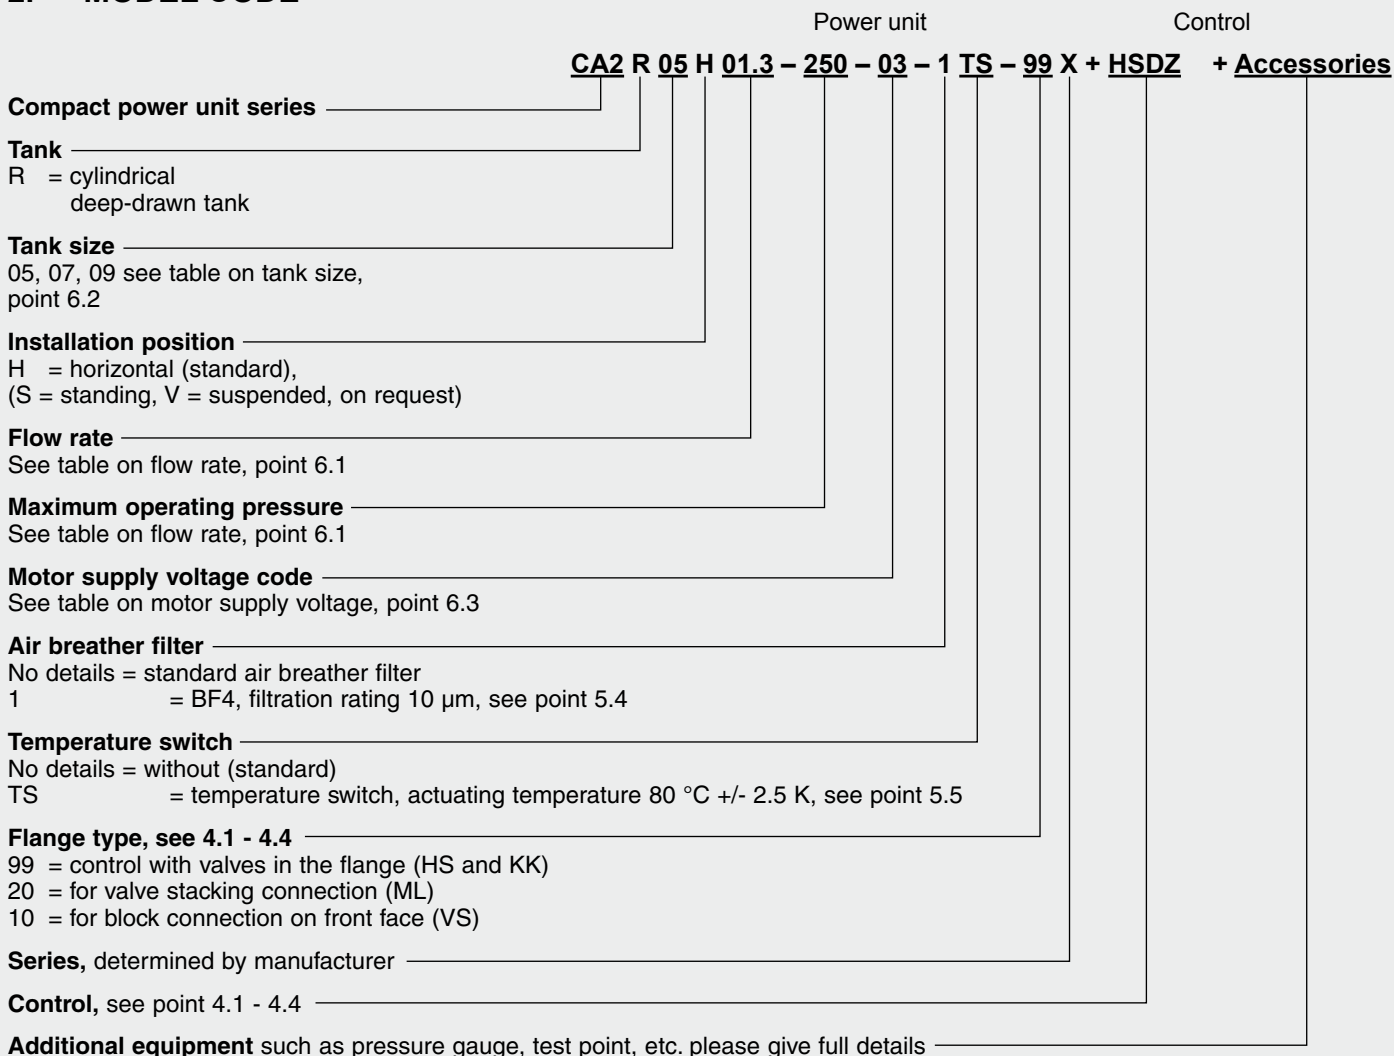 2. MODEL CODE
Power unit Control
CA2 R 05 H 01.3 – 250 – 03 – 1 TS – 99 X + HSDZ + Accessories
Compact power unit series
Tank
R = cylindrical
deep-drawn tank
Tank size
05, 07, 09 see table on tank size,
point 6.2
Installation position
H = horizontal (standard),
(S = standing, V = suspended, on request)
Flow rate
See table on flow rate, point 6.1
Maximum operating pressure
See table on flow rate, point 6.1
Motor supply voltage code
See table on motor supply voltage, point 6.3
Air breather filter
No details = standard air breather filter
1 = BF4, filtration rating 10 µm, see point 5.4
Temperature switch
No details = without (standard)
TS = temperature switch, actuating temperature 80 °C +/- 2.5 K, see point 5.5
Flange type, see 4.1 - 4.4
99 = control with valves in the flange (HS and KK)
20 = for valve stacking connection (ML)
10 = for block connection on front face (VS)
Series, determined by manufacturer
Control, see point 4.1 - 4.4
Additional equipment such as pressure gauge, test point, etc. please give full details